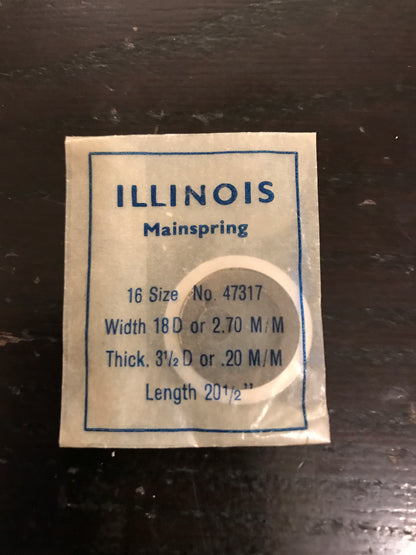 ILLINOIS
Mainspring
16 Size No. 47317
Width 18 D or 2.70 M/M
Thick. 3½ D or .20 M/M
Length 20½"